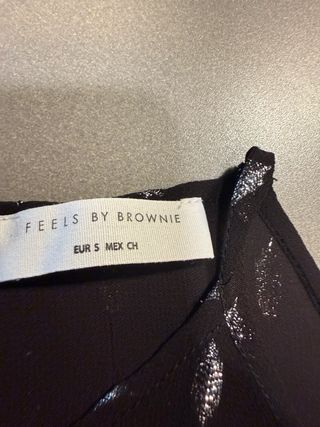 FEELS BY BROWNIE
EUR S MEX CH